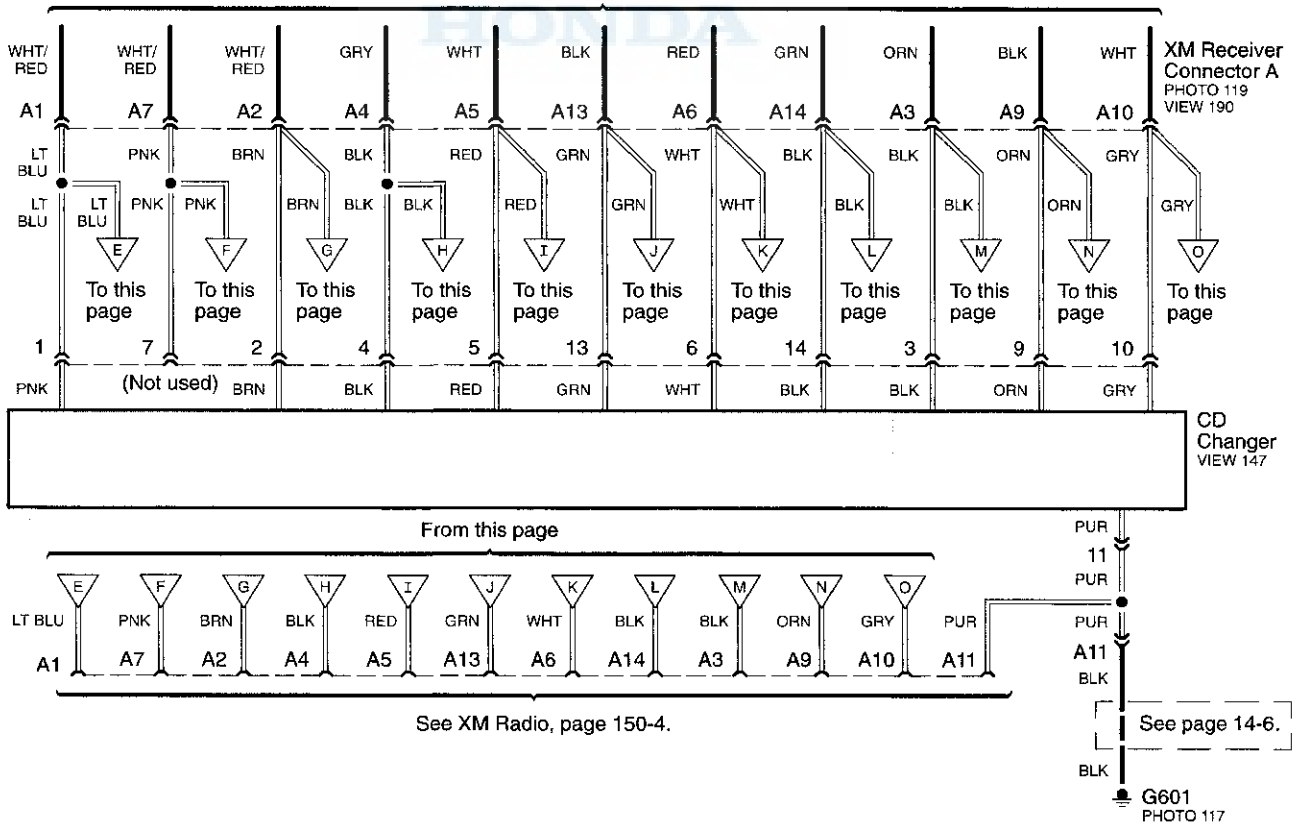 HONDA
WHT/ RED WHT/ RED WHT/ RED GRY WHT BLK RED GRN ORN BLK WHT
XM Receiver
Connector A
PHOTO 119
VIEW 190
A1 A7 A2 A4 A5 A13 A6 A14 A3 A9 A10
LT BLU PNK BRN BLK RED GRN WHT BLK BLK ORN GRY
LT BLU LT BLU PNK PNK BRN BLK BLK RED GRN WHT BLK BLK ORN GRY
E F G H I J K L M N O
To this page To this page To this page To this page To this page To this page To this page To this page To this page To this page To this page
1 7 2 4 5 13 6 14 3 9 10
PNK (Not used) BRN BLK RED GRN WHT BLK BLK ORN GRY
CD
Changer
VIEW 147
From this page
PUR
11
PUR
E F G H I J K L M N O
LT BLU PNK BRN BLK RED GRN WHT BLK BLK ORN GRY PUR PUR
A1 A7 A2 A4 A5 A13 A6 A14 A3 A9 A10 A11 A11
BLK
See XM Radio, page 150-4.
See page 14-6.
BLK
G601
PHOTO 117